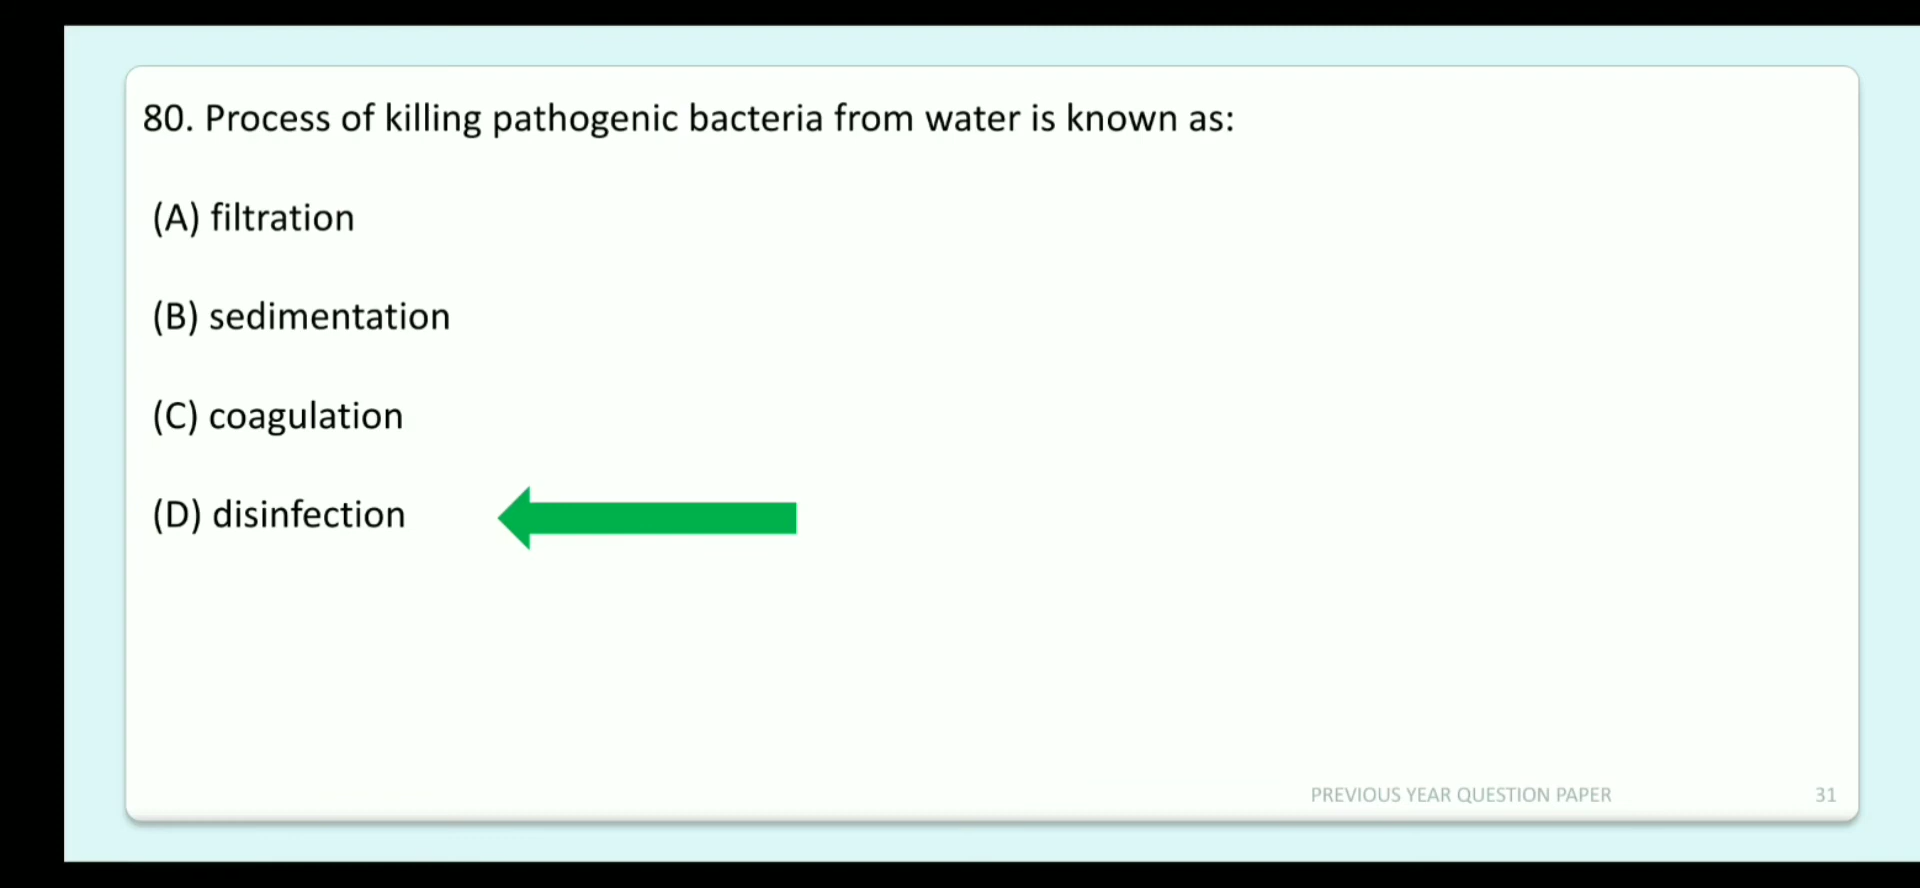 80. Process of killing pathogenic bacteria from water is known as:
(A) filtration
(B) sedimentation
(C) coagulation
(D) disinfection
PREVIOUS YEAR QUESTION PAPER 31